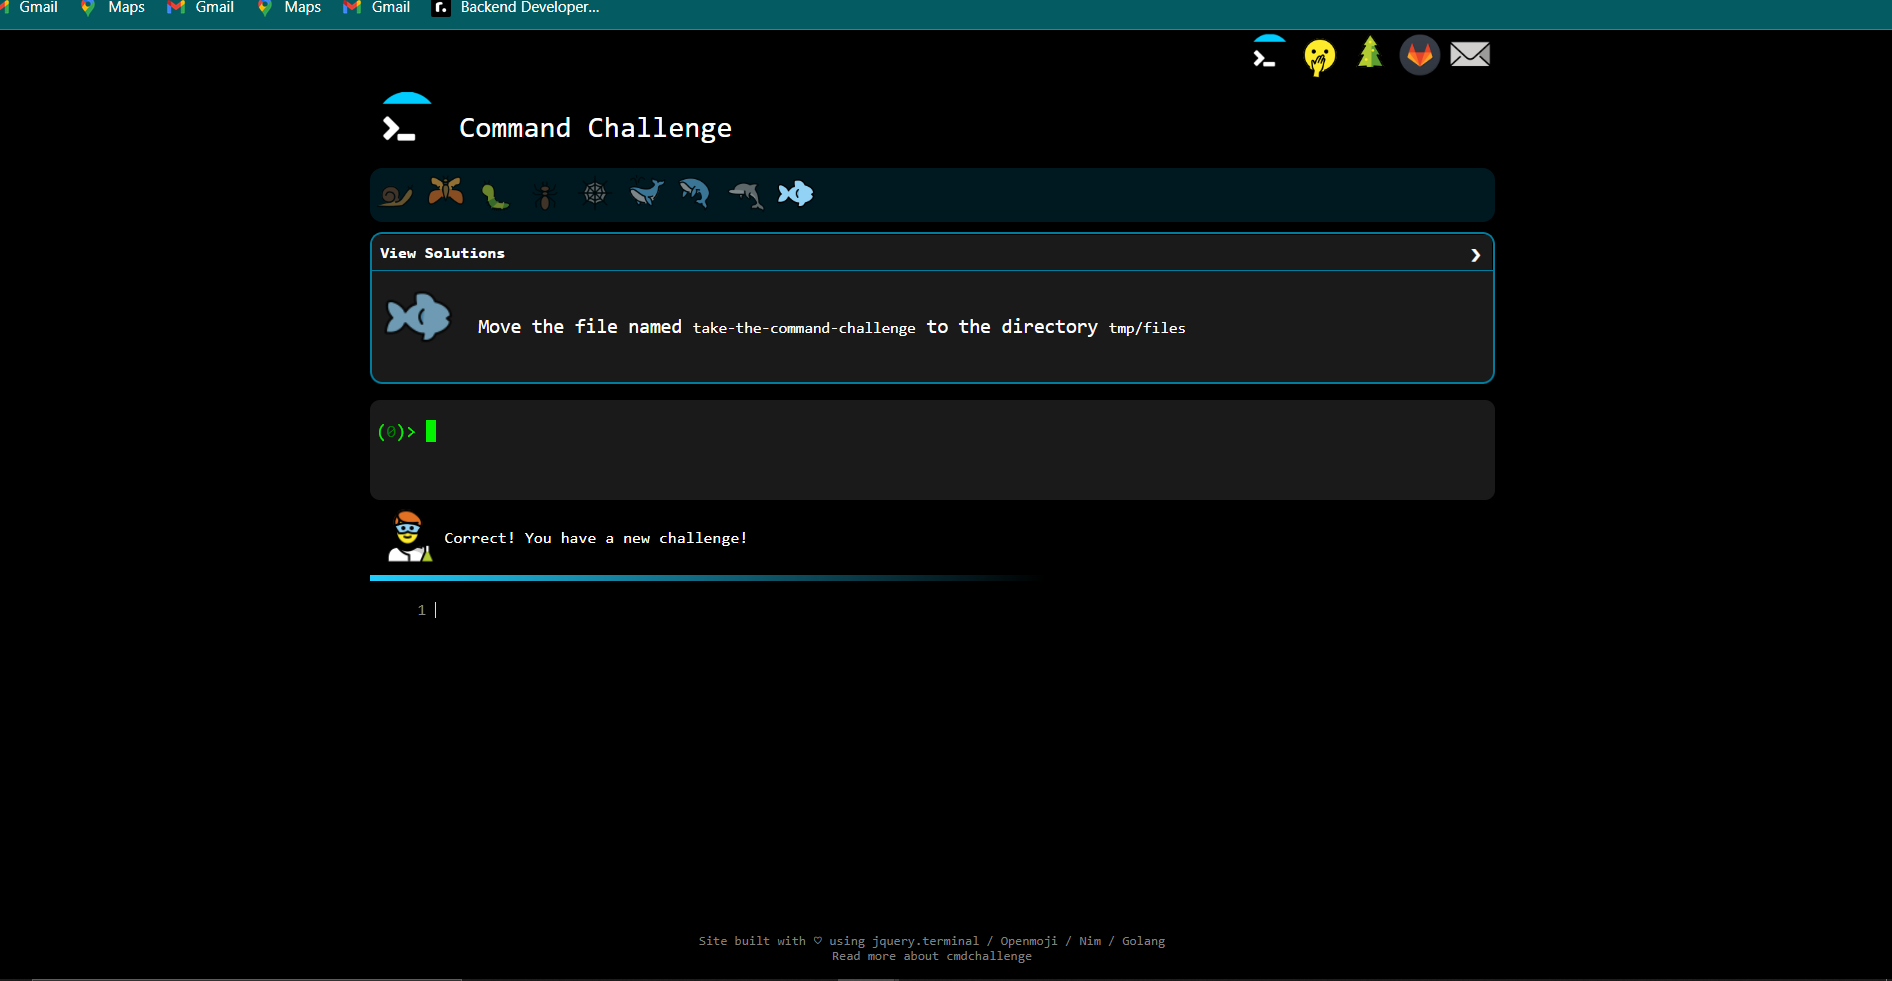 Gmail Maps Gmail Maps Gmail Backend Developer...
Command Challenge
View Solutions
Move the file named take-the-command-challenge to the directory tmp/files
(0)>
Correct! You have a new challenge!
1
Site built with ♡ using jquery.terminal / Openmoji / Nim / Golang
Read more about cmdchallenge